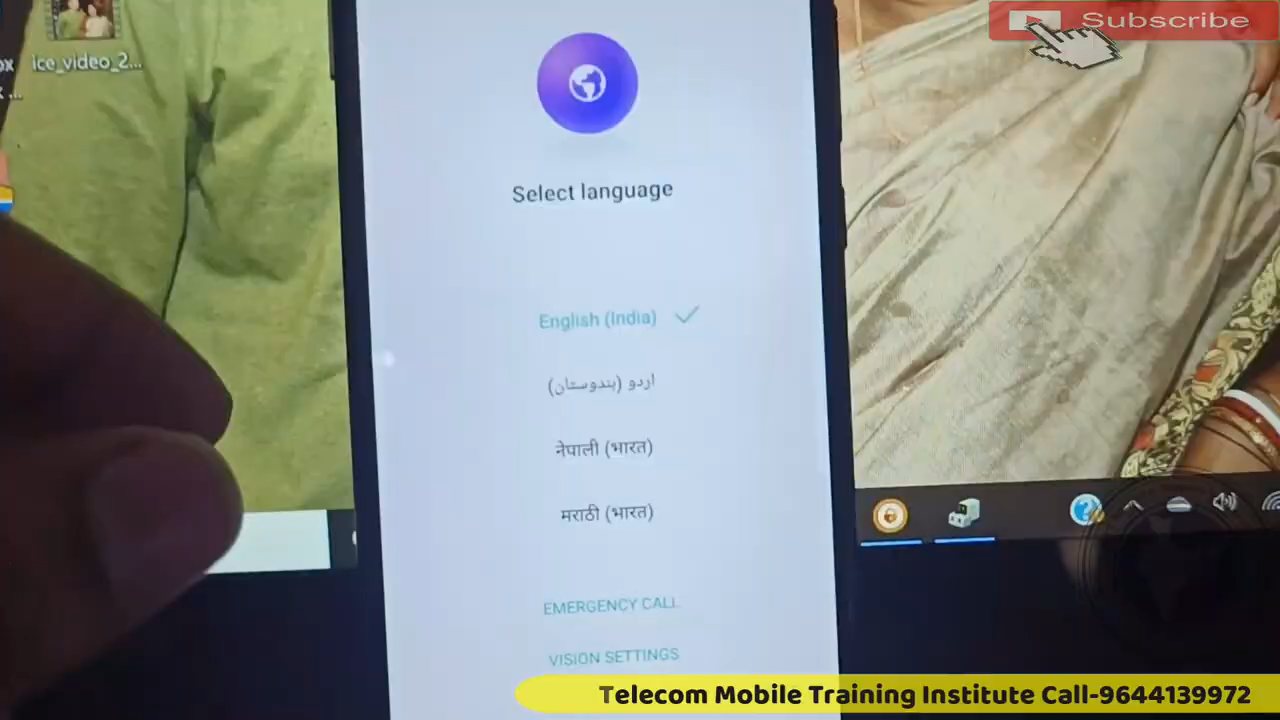 Subscribe
ox ice_video_2...
Select language
English (India)
اردو (ہندوستان)
नेपाली (भारत)
मराठी (भारत)
EMERGENCY CALL
VISION SETTINGS
Telecom Mobile Training Institute Call-9644139972